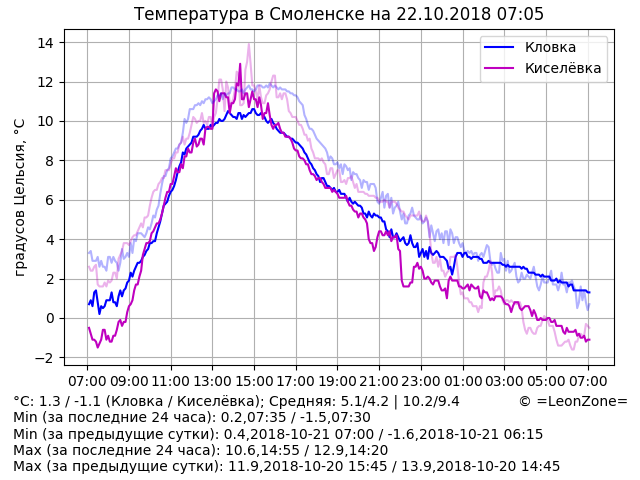 Температура в Смоленске на 22.10.2018 07:05
Кловка
Киселёвка
градусов Цельсия, °C
14
12
10
8
6
4
2
0
−2
07:00 09:00 11:00 13:00 15:00 17:00 19:00 21:00 23:00 01:00 03:00 05:00 07:00
°C: 1.3 / -1.1 (Кловка / Киселёвка); Средняя: 5.1/4.2 | 10.2/9.4 © =LeonZone=
Min (за последние 24 часа): 0.2,07:35 / -1.5,07:30
Min (за предыдущие сутки): 0.4,2018-10-21 07:00 / -1.6,2018-10-21 06:15
Max (за последние 24 часа): 10.6,14:55 / 12.9,14:20
Max (за предыдущие сутки): 11.9,2018-10-20 15:45 / 13.9,2018-10-20 14:45